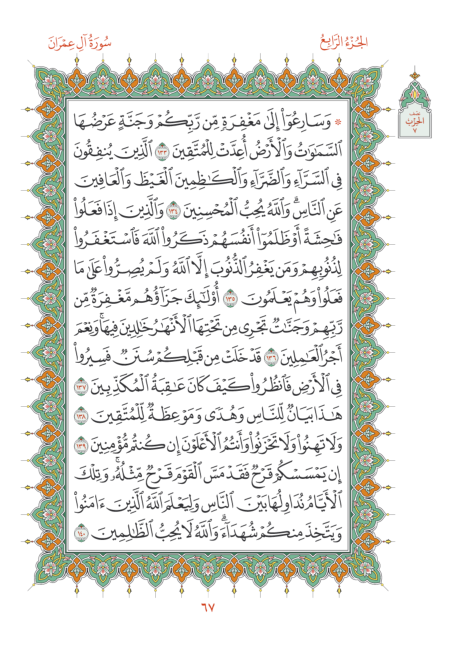 الجُزْءُ الرَّابِعُ
سُورَةُ آلِ عِمْرَانَ
۞ وَسَارِعُوٓا۟ إِلَىٰ مَغْفِرَةٍ مِّن رَّبِّكُمْ وَجَنَّةٍ عَرْضُهَا
ٱلسَّمَٰوَٰتُ وَٱلْأَرْضُ أُعِدَّتْ لِلْمُتَّقِينَ ١٣٣ ٱلَّذِينَ يُنفِقُونَ
فِى ٱلسَّرَّآءِ وَٱلضَّرَّآءِ وَٱلْكَٰظِمِينَ ٱلْغَيْظَ وَٱلْعَافِينَ
عَنِ ٱلنَّاسِ ۗ وَٱللَّهُ يُحِبُّ ٱلْمُحْسِنِينَ ١٣٤ وَٱلَّذِينَ إِذَا فَعَلُوا۟
فَٰحِشَةً أَوْ ظَلَمُوٓا۟ أَنفُسَهُمْ ذَكَرُوا۟ ٱللَّهَ فَٱسْتَغْفَرُوا۟
لِذُنُوبِهِمْ وَمَن يَغْفِرُ ٱلذُّنُوبَ إِلَّا ٱللَّهُ وَلَمْ يُصِرُّوا۟ عَلَىٰ مَا
فَعَلُوا۟ وَهُمْ يَعْلَمُونَ ١٣٥ أُو۟لَٰٓئِكَ جَزَآؤُهُم مَّغْفِرَةٌ مِّن
رَّبِّهِمْ وَجَنَّٰتٌ تَجْرِى مِن تَحْتِهَا ٱلْأَنْهَٰرُ خَٰلِدِينَ فِيهَا ۚ وَنِعْمَ
أَجْرُ ٱلْعَٰمِلِينَ ١٣٦ قَدْ خَلَتْ مِن قَبْلِكُمْ سُنَنٌ فَسِيرُوا۟
فِى ٱلْأَرْضِ فَٱنظُرُوا۟ كَيْفَ كَانَ عَٰقِبَةُ ٱلْمُكَذِّبِينَ ١٣٧
هَٰذَا بَيَانٌ لِّلنَّاسِ وَهُدًى وَمَوْعِظَةٌ لِّلْمُتَّقِينَ ١٣٨
وَلَا تَهِنُوا۟ وَلَا تَحْزَنُوا۟ وَأَنتُمُ ٱلْأَعْلَوْنَ إِن كُنتُم مُّؤْمِنِينَ ١٣٩
إِن يَمْسَسْكُمْ قَرْحٌ فَقَدْ مَسَّ ٱلْقَوْمَ قَرْحٌ مِّثْلُهُۥ ۚ وَتِلْكَ
ٱلْأَيَّامُ نُدَاوِلُهَا بَيْنَ ٱلنَّاسِ وَلِيَعْلَمَ ٱللَّهُ ٱلَّذِينَ ءَامَنُوا۟
وَيَتَّخِذَ مِنكُمْ شُهَدَآءَ ۗ وَٱللَّهُ لَا يُحِبُّ ٱلظَّٰلِمِينَ ١٤٠
نصف
الحزب
٧
٦٧